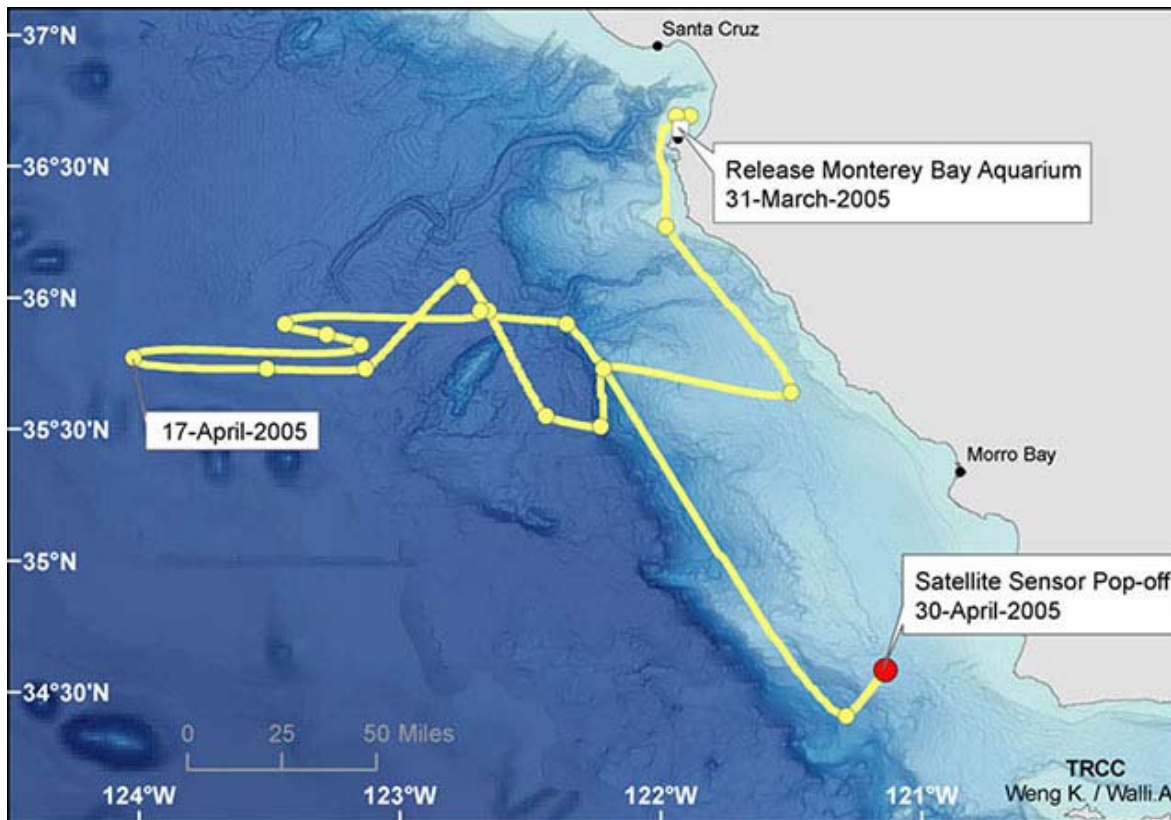 37°N
Santa Cruz
36°30'N
Release Monterey Bay Aquarium
31-March-2005
36°N
17-April-2005
35°30'N
Morro Bay
35°N
Satellite Sensor Pop-off
30-April-2005
34°30'N
0 25 50 Miles
124°W 123°W 122°W 121°W
TRCC
Weng K. / Walli.A